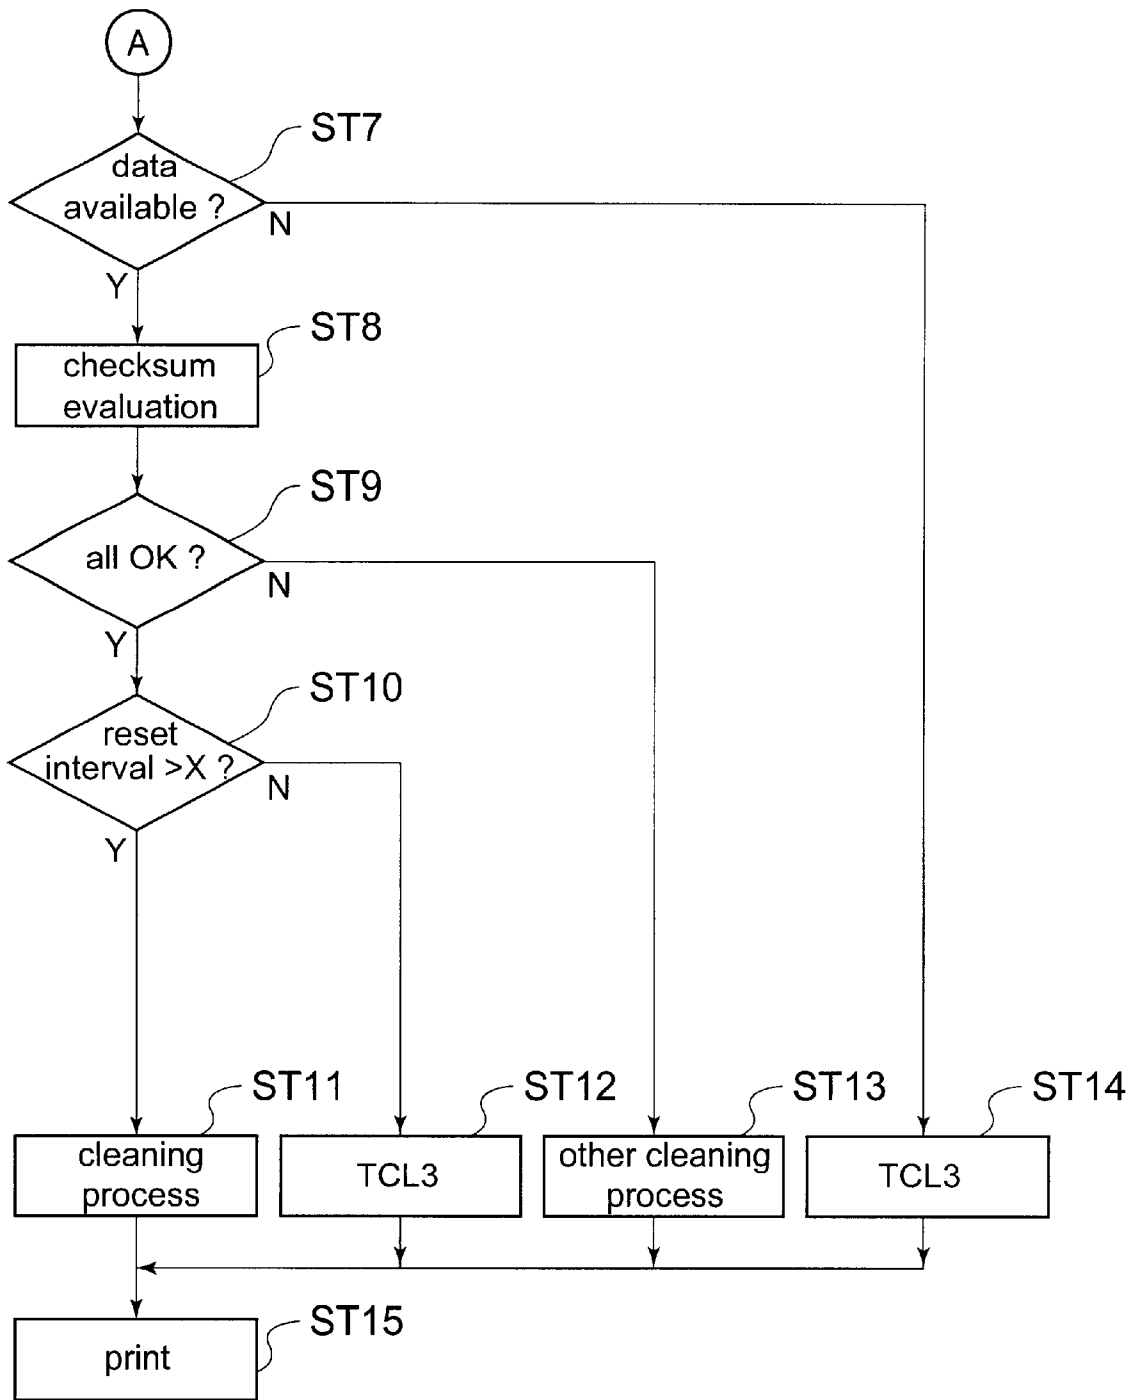 A
ST7
data
available ?
N
Y
ST8
checksum
evaluation
ST9
all OK ?
N
Y
ST10
reset
interval >X ?
N
Y
ST11
ST12
ST13
ST14
cleaning
process
TCL3
other cleaning
process
TCL3
ST15
print